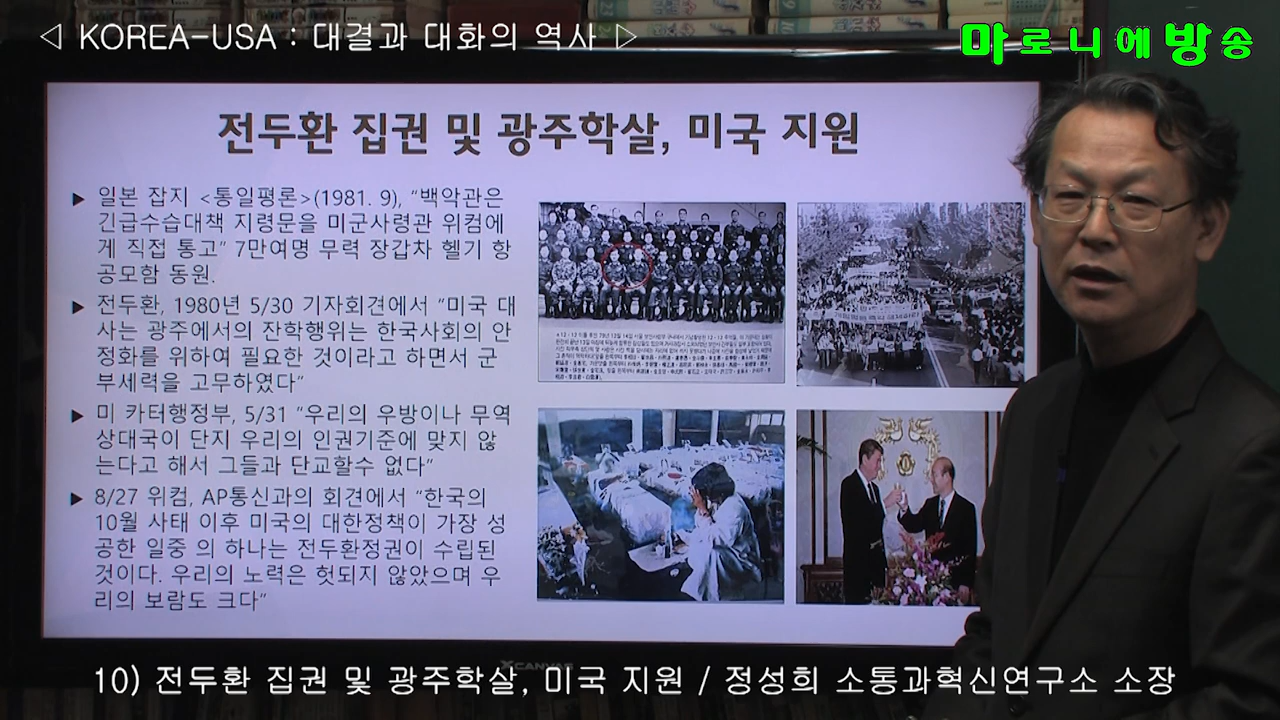 ◁ KOREA-USA : 대결과 대화의 역사 ▷
마로니에방송
전두환 집권 및 광주학살, 미국 지원
▶ 일본 잡지 <통일평론>(1981. 9), “백악관은
긴급수습대책 지령문을 미군사령관 위컴에
게 직접 통고” 7만여명 무력 장갑차 헬기 항
공모함 동원.
▶ 전두환, 1980년 5/30 기자회견에서 “미국 대
사는 광주에서의 잔학행위는 한국사회의 안
정화를 위하여 필요한 것이라고 하면서 군
부세력을 고무하였다”
▶ 미 카터행정부, 5/31 “우리의 우방이나 무역
상대국이 단지 우리의 인권기준에 맞지 않
는다고 해서 그들과 단교할수 없다”
▶ 8/27 위컴, AP통신과의 회견에서 “한국의
10월 사태 이후 미국의 대한정책이 가장 성
공한 일중 의 하나는 전두환정권이 수립된
것이다. 우리의 노력은 헛되지 않았으며 우
리의 보람도 크다”
XCANVAS
10) 전두환 집권 및 광주학살, 미국 지원 / 정성희 소통과혁신연구소 소장